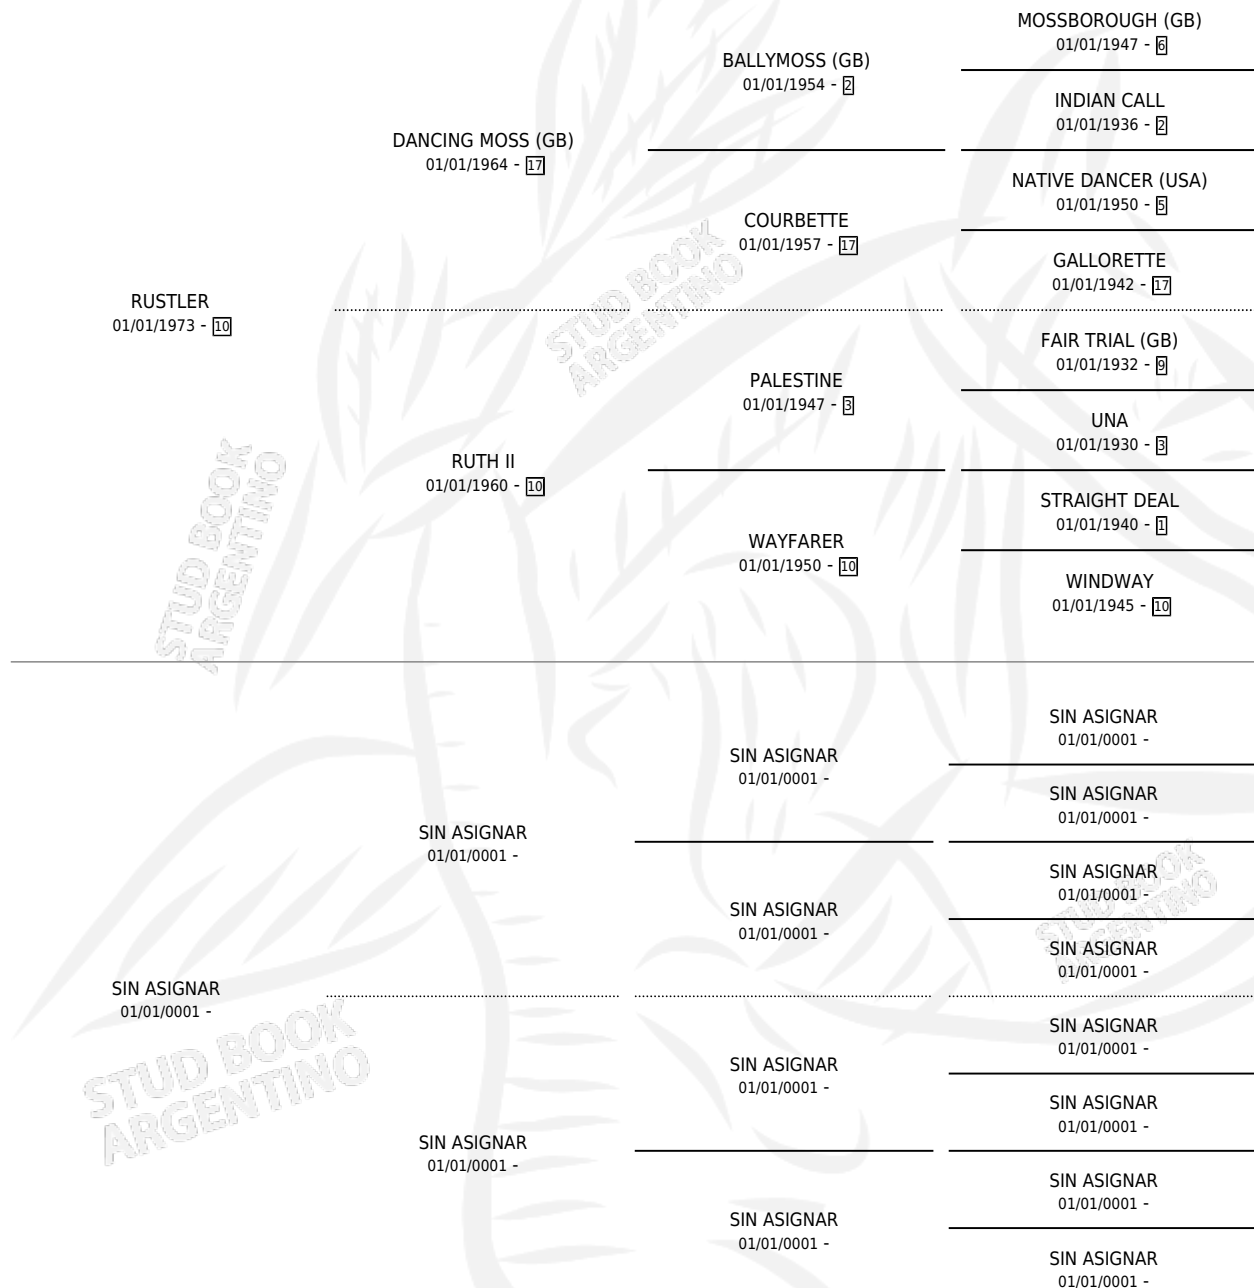 MOSSBOROUGH (GB)
01/01/1947 - 6
BALLYMOSS (GB)
01/01/1954 - 2
INDIAN CALL
01/01/1936 - 2
DANCING MOSS (GB)
01/01/1964 - 17
NATIVE DANCER (USA)
01/01/1950 - 5
COURBETTE
01/01/1957 - 17
GALLORETTE
01/01/1942 - 17
STUD BOOK
ARGENTINO
RUSTLER
01/01/1973 - 10
FAIR TRIAL (GB)
01/01/1932 - 9
PALESTINE
01/01/1947 - 3
UNA
01/01/1930 - 3
RUTH II
01/01/1960 - 10
STRAIGHT DEAL
01/01/1940 - 1
WAYFARER
01/01/1950 - 10
WINDWAY
01/01/1945 - 10
STUD BOOK
ARGENTINO
SIN ASIGNAR
01/01/0001 -
SIN ASIGNAR
01/01/0001 -
SIN ASIGNAR
01/01/0001 -
SIN ASIGNAR
01/01/0001 -
SIN ASIGNAR
01/01/0001 -
SIN ASIGNAR
01/01/0001 -
SIN ASIGNAR
01/01/0001 -
STUD BOOK
ARGENTINO
SIN ASIGNAR
01/01/0001 -
SIN ASIGNAR
01/01/0001 -
SIN ASIGNAR
01/01/0001 -
SIN ASIGNAR
01/01/0001 -
SIN ASIGNAR
01/01/0001 -
SIN ASIGNAR
01/01/0001 -
SIN ASIGNAR
01/01/0001 -
SIN ASIGNAR
01/01/0001 -
STUD BOOK
ARGENTINO